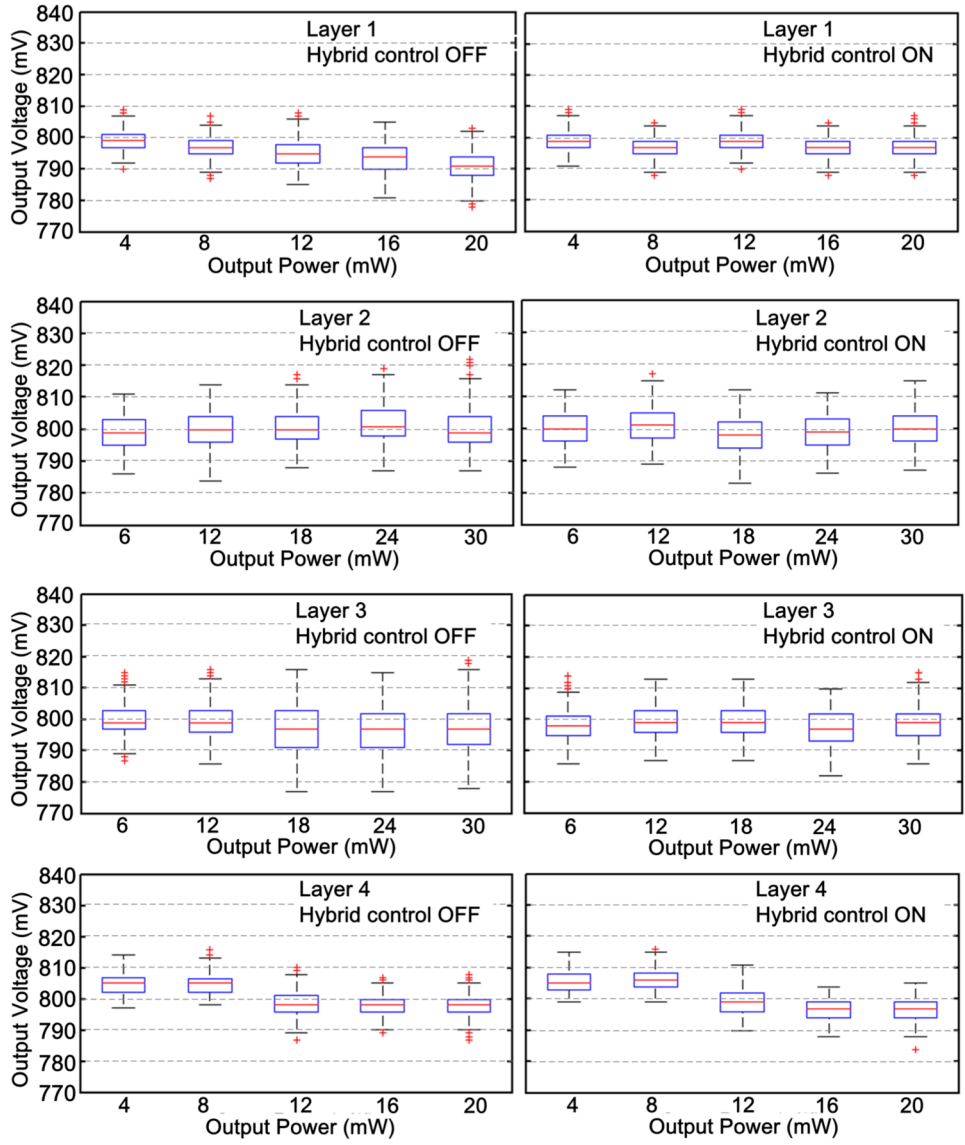 Output Voltage (mV)
840
830
820
810
800
790
780
770
Layer 1
Hybrid control OFF
4 8 12 16 20
Output Power (mW)
Layer 1
Hybrid control ON
4 8 12 16 20
Output Power (mW)
Output Voltage (mV)
840
830
820
810
800
790
780
770
Layer 2
Hybrid control OFF
6 12 18 24 30
Output Power (mW)
Layer 2
Hybrid control ON
6 12 18 24 30
Output Power (mW)
Output Voltage (mV)
840
830
820
810
800
790
780
770
Layer 3
Hybrid control OFF
6 12 18 24 30
Output Power (mW)
Layer 3
Hybrid control ON
6 12 18 24 30
Output Power (mW)
Output Voltage (mV)
840
830
820
810
800
790
780
770
Layer 4
Hybrid control OFF
4 8 12 16 20
Layer 4
Hybrid control ON
4 8 12 16 20